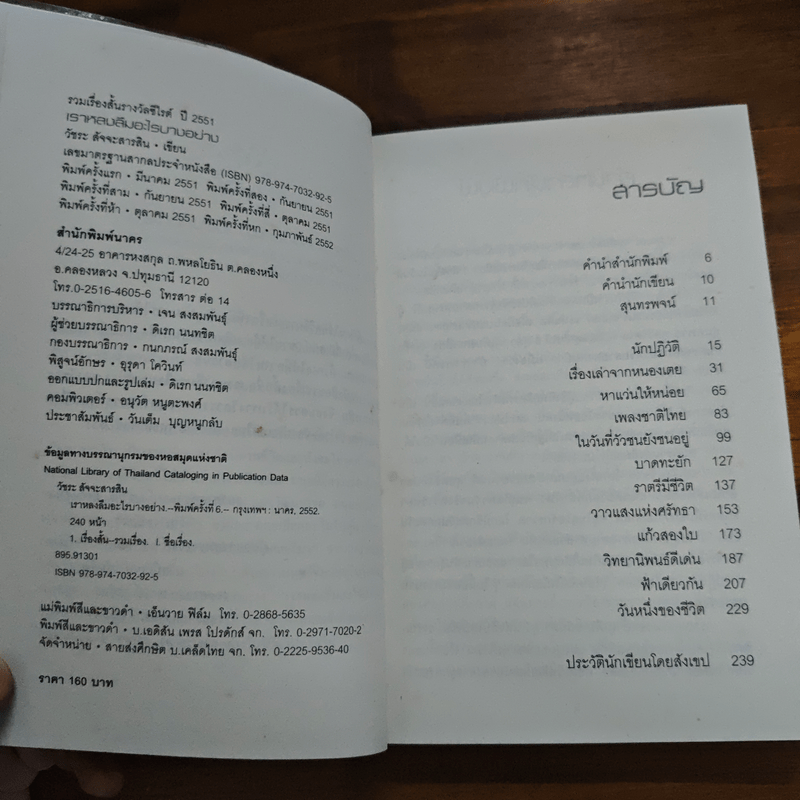 รวมเรื่องสั้นรางวัลซีไรต์ ปี 2551
เราหลงลืมอะไรบางอย่าง
วัชระ สัจจะสารสิน • เขียน
เลขมาตรฐานสากลประจำหนังสือ (ISBN) 978-974-7032-92-5
พิมพ์ครั้งแรก • มีนาคม 2551 พิมพ์ครั้งที่สอง • กันยายน 2551
พิมพ์ครั้งที่สาม • กันยายน 2551 พิมพ์ครั้งที่สี่ • ตุลาคม 2551
พิมพ์ครั้งที่ห้า • ตุลาคม 2551 พิมพ์ครั้งที่หก • กุมภาพันธ์ 2552
สำนักพิมพ์นาคร
4/24-25 อาคารหงสกุล ถ.พหลโยธิน ต.คลองหนึ่ง
อ.คลองหลวง จ.ปทุมธานี 12120
โทร.0-2516-4605-6 โทรสาร ต่อ 14
บรรณาธิการบริหาร • เจน สงสมพันธุ์
ผู้ช่วยบรรณาธิการ • ดิเรก นนทชิต
กองบรรณาธิการ • กนกภรณ์ สงสมพันธุ์
พิสูจน์อักษร • อุรุดา โควินท์
ออกแบบปกและรูปเล่ม • ดิเรก นนทชิต
คอมพิวเตอร์ • อนุวัต หนูตะพงศ์
ประชาสัมพันธ์ • วันเต็ม บุญหนูกลับ
ข้อมูลทางบรรณานุกรมของหอสมุดแห่งชาติ
National Library of Thailand Cataloging in Publication Data
วัชระ สัจจะสารสิน
เราหลงลืมอะไรบางอย่าง.--พิมพ์ครั้งที่ 6.-- กรุงเทพฯ : นาคร, 2552.
240 หน้า
1. เรื่องสั้น--รวมเรื่อง. I. ชื่อเรื่อง.
895.91301
ISBN 978-974-7032-92-5
แม่พิมพ์สีและขาวดำ • เอ็นวาย ฟิล์ม โทร. 0-2868-5635
พิมพ์สีและขาวดำ • บ.เอดิสัน เพรส โปรดักส์ จก. โทร. 0-2971-7020-2
จัดจำหน่าย • สายส่งศึกษิต บ.เคล็ดไทย จก. โทร. 0-2225-9536-40
ราคา 160 บาท
สารบัญ
คำนำสำนักพิมพ์ 6
คำนำนักเขียน 10
สุนทรพจน์ 11
นักปฏิวัติ 15
เรื่องเล่าจากหนองเตย 31
หาแว่นให้หน่อย 65
เพลงชาติไทย 83
ในวันที่วัวชนยังชนอยู่ 99
บาดทะยัก 127
ราตรีมีชีวิต 137
วาวแสงแห่งศรัทธา 153
แก้วสองใบ 173
วิทยานิพนธ์ดีเด่น 187
ฟ้าเดียวกัน 207
วันหนึ่งของชีวิต 229
ประวัตินักเขียนโดยสังเขป 239